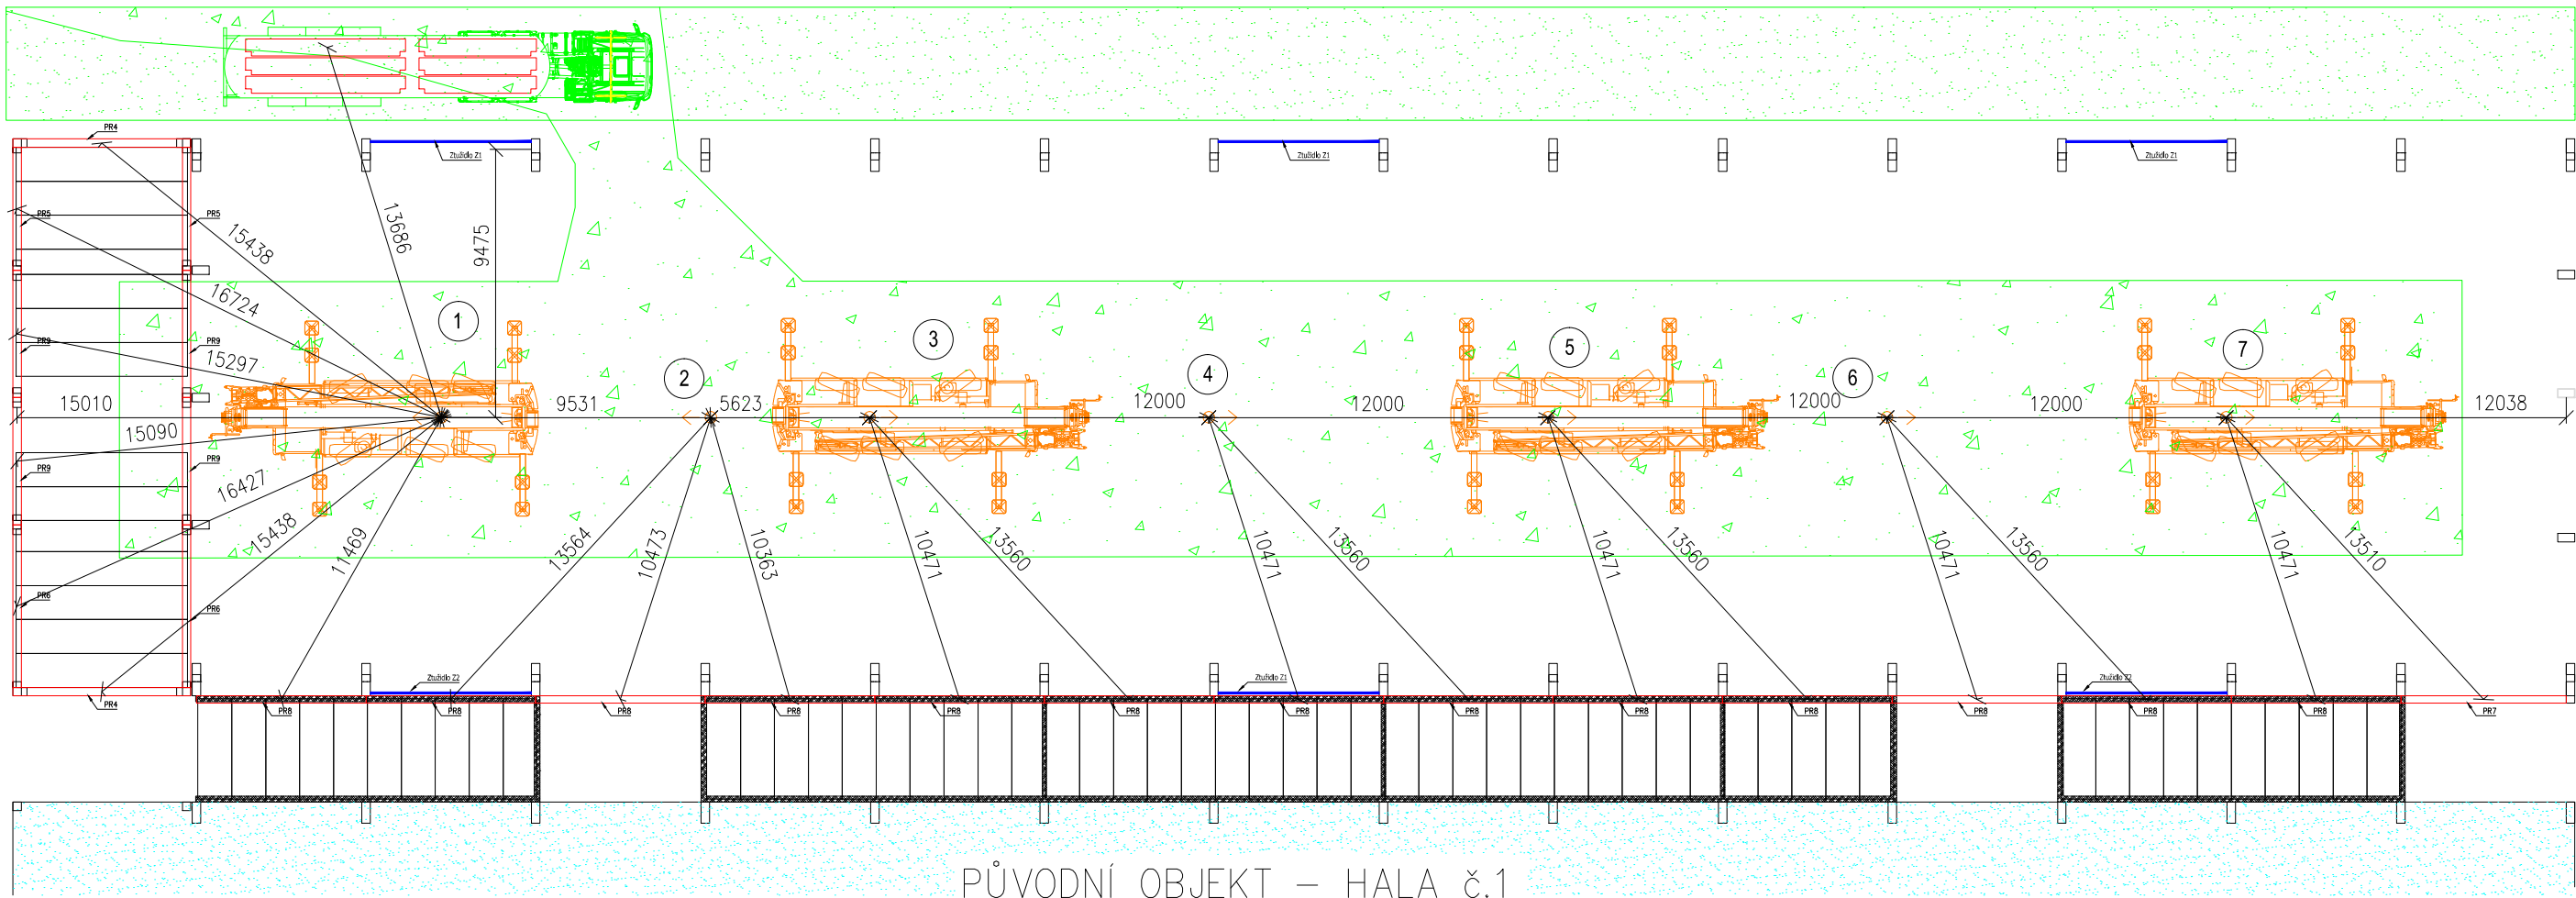 PR4
Ztužidlo Z1
Ztužidlo Z1
Ztužidlo Z1
PR5
PR5
15438
13686
9475
16724
1
3
5
7
PR9
PR9
15297
2
4
6
15010
9531
5623
12000
12000
12000
12000
12038
15090
PR9
PR9
16427
15438
11469
13564
10473
10363
10471
13560
10471
13560
10471
13560
10471
13560
10471
13510
PR6
PR6
Ztužidlo Z2
Ztužidlo Z1
Ztužidlo Z2
PR4
PR8
PR8
PR8
PR8
PR8
PR8
PR8
PR8
PR8
PR8
PR8
PR8
PR8
PR7
PŮVODNÍ OBJEKT – HALA č.1